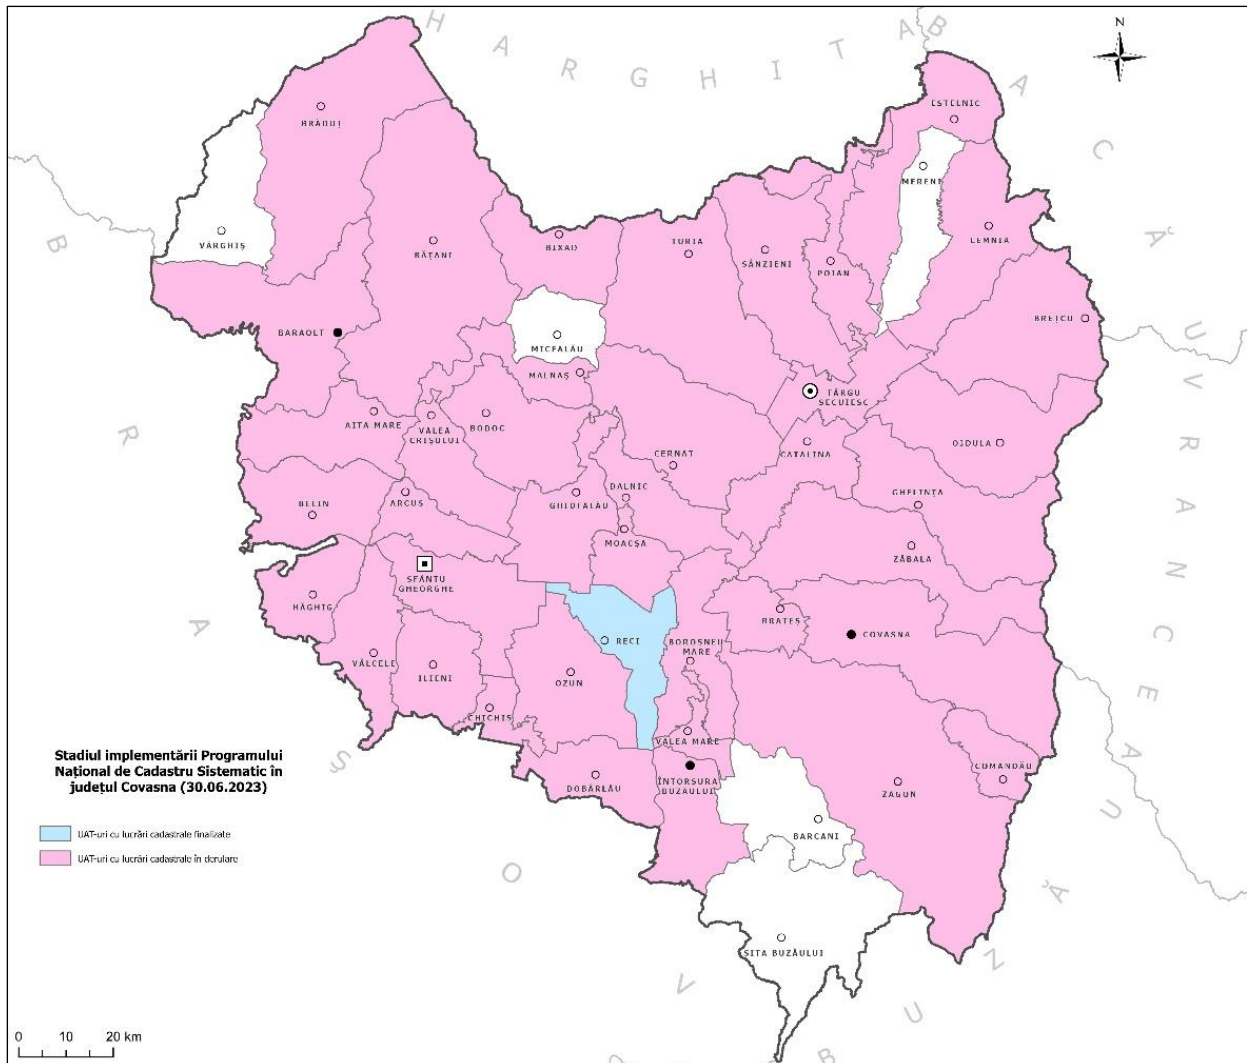 HARGHITA
BACĂU
VRANCEA
BUZĂU
BRAȘOV
N
ESTELNIC
BRĂDUȚ
MERENE
VÂRGHIȘ
BĂȚANI
BIXAD
TURIA
SÂNZIENI
POIAN
LEMNIA
BREȚCU
BARAOLT
MICFALĂU
MALNAȘ
TÂRGU
SECUIESC
AITA MARE
VALEA
CRIȘULUI
BODOC
OJDULA
CERNAT
CATALINA
DALNIC
GHELINȚA
BELIN
ARCUȘ
GHIDFALĂU
MOACȘA
ZĂBALA
SFÂNTU
GHEORGHE
HĂGHIG
BRATEȘ
COVASNA
RECI
BOROSNEU
MARE
VÂLCELE
ILIENI
OZUN
CHICHIȘ
VALEA MARE
COMANDĂU
ÎNTORSURA
BUZAULUI
DOBÂRLĂU
ZAGON
BARCANI
SITA BUZĂULUI
Stadiul implementării Programului
Național de Cadastru Sistematic în
județul Covasna (30.06.2023)
UAT-uri cu lucrări cadastrale finalizate
UAT-uri cu lucrări cadastrale în derulare
0 10 20 km